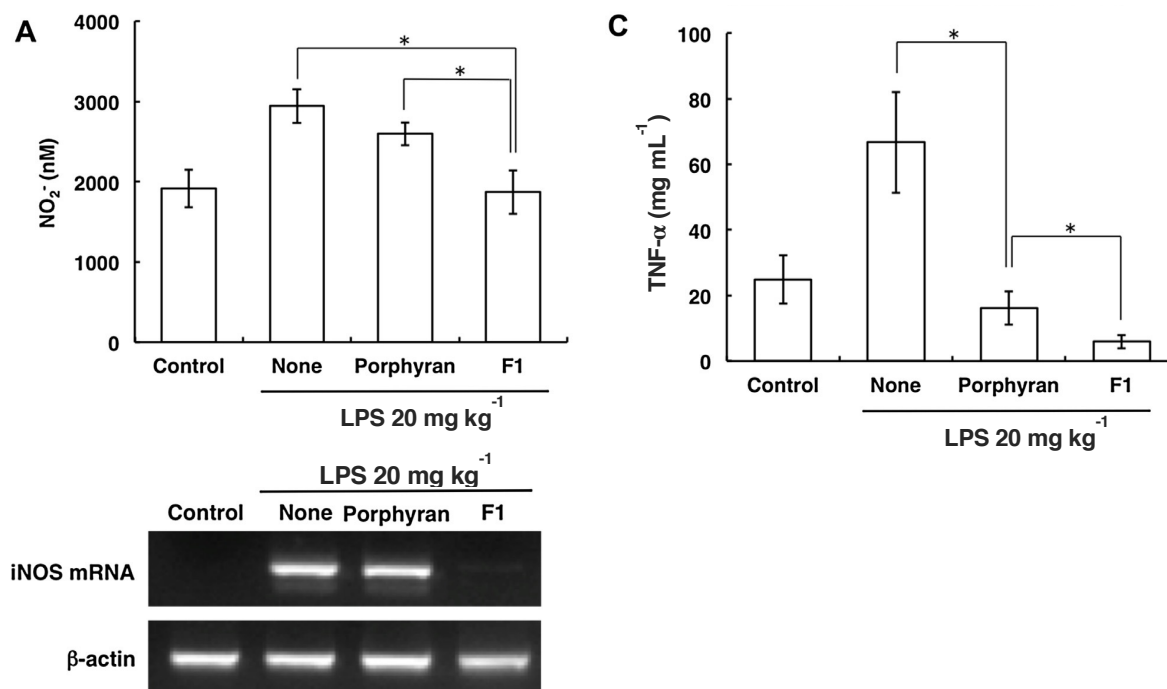 A
4000
3000
2000
1000
0
NO₂⁻ (nM)
*
*
Control None Porphyran F1
LPS 20 mg kg⁻¹
LPS 20 mg kg⁻¹
Control None Porphyran F1
iNOS mRNA
β-actin
C
100
80
60
40
20
0
TNF-α (mg mL⁻¹)
*
*
Control None Porphyran F1
LPS 20 mg kg⁻¹